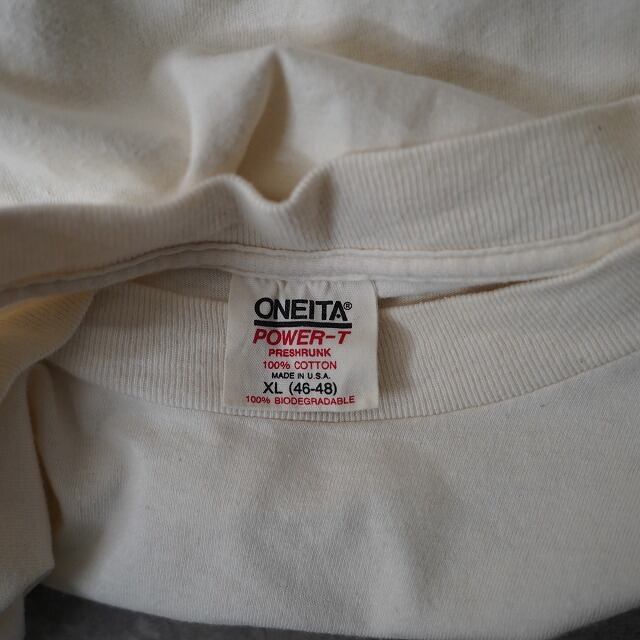 ONEITA®
POWER-T
PRESHRUNK
100% COTTON
MADE IN U.S.A.
XL (46-48)
100% BIODEGRADABLE